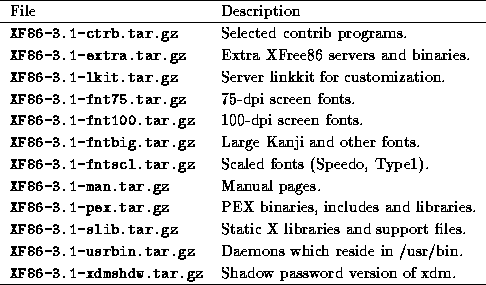 File Description
XF86-3.1-ctrb.tar.gz Selected contrib programs.
XF86-3.1-extra.tar.gz Extra XFree86 servers and binaries.
XF86-3.1-lkit.tar.gz Server linkkit for customization.
XF86-3.1-fnt75.tar.gz 75-dpi screen fonts.
XF86-3.1-fnt100.tar.gz 100-dpi screen fonts.
XF86-3.1-fntbig.tar.gz Large Kanji and other fonts.
XF86-3.1-fntscl.tar.gz Scaled fonts (Speedo, Type1).
XF86-3.1-man.tar.gz Manual pages.
XF86-3.1-pex.tar.gz PEX binaries, includes and libraries.
XF86-3.1-slib.tar.gz Static X libraries and support files.
XF86-3.1-usrbin.tar.gz Daemons which reside in /usr/bin.
XF86-3.1-xdmshdw.tar.gz Shadow password version of xdm.